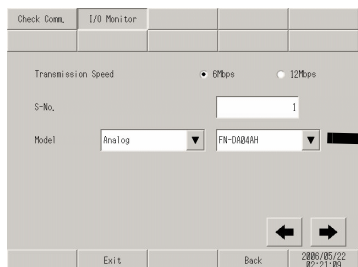 Check Comm. I/O Monitor
Transmission Speed 6Mbps 12Mbps
S-No. 1
Model Analog FN-DA04AH
Exit Back 2006/05/22
02:21:09